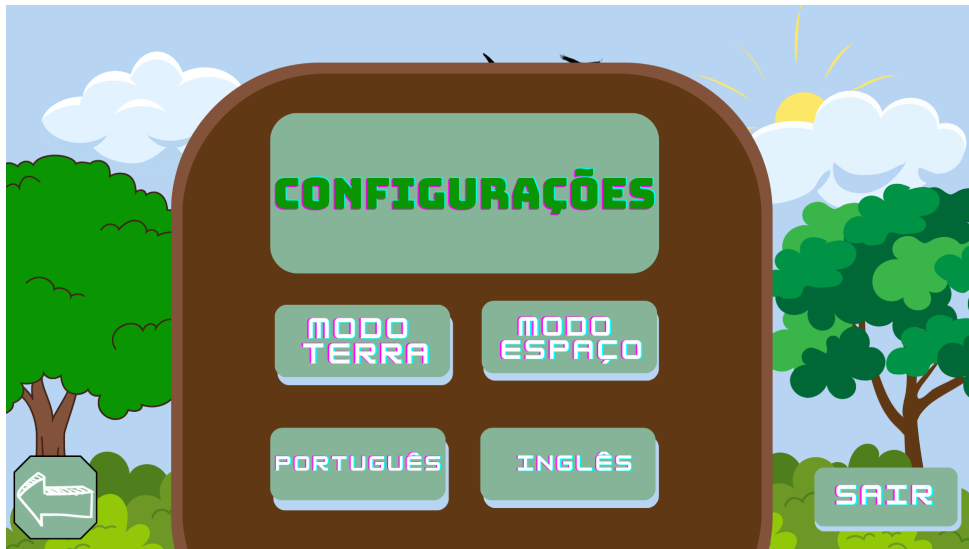 CONFIGURAÇÕES
MODO
TERRA
MODO
ESPAÇO
PORTUGUÊS
INGLÊS
SAIR